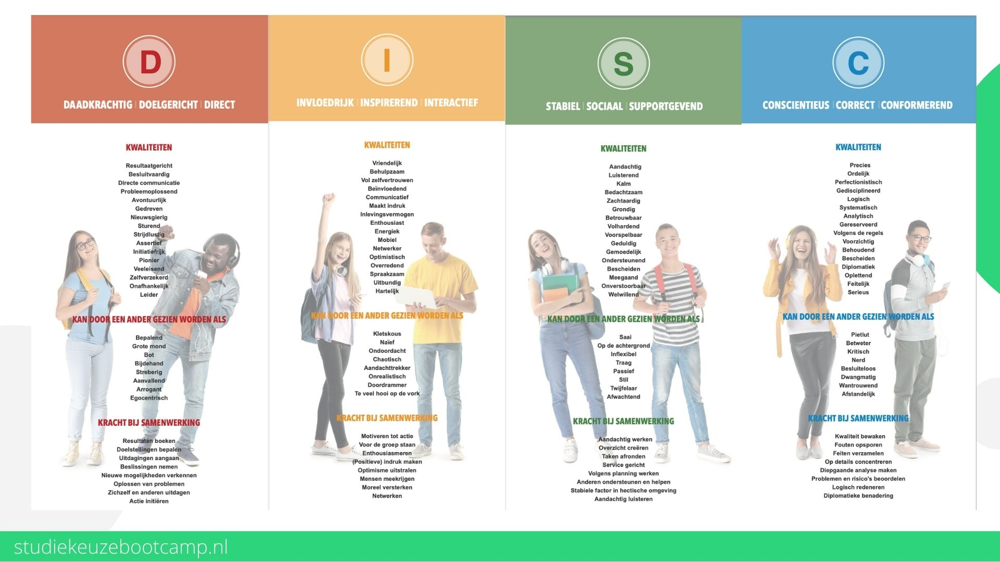 D
DAADKRACHTIG | DOELGERICHT | DIRECT
KWALITEITEN
Resultaatgericht
Besluitvaardig
Directe communicatie
Probleemoplossend
Avontuurlijk
Gedreven
Nieuwsgierig
Sturend
Strijdlustig
Assertief
Initiatiefrijk
Pionier
Veeleisend
Zelfverzekerd
Onafhankelijk
Leider
KAN DOOR EEN ANDER GEZIEN WORDEN ALS
Bepalend
Grote mond
Bot
Bijdehand
Streberig
Aanvallend
Arrogant
Egocentrisch
KRACHT BIJ SAMENWERKING
Resultaten boeken
Doelstellingen bepalen
Uitdagingen aangaan
Beslissingen nemen
Nieuwe mogelijkheden verkennen
Oplossen van problemen
Zichzelf en anderen uitdagen
Actie initiëren
I
INVLOEDRIJK | INSPIREREND | INTERACTIEF
KWALITEITEN
Vriendelijk
Behulpzaam
Vol zelfvertrouwen
Beïnvloedend
Communicatief
Maakt indruk
Inlevingsvermogen
Enthousiast
Energiek
Mobiel
Netwerker
Optimistisch
Overredend
Spraakzaam
Uitbundig
Hartelijk
KAN DOOR EEN ANDER GEZIEN WORDEN ALS
Kletskous
Naïef
Ondoordacht
Chaotisch
Aandachttrekker
Onrealistisch
Doordrammer
Te veel hooi op de vork
KRACHT BIJ SAMENWERKING
Motiveren tot actie
Voor de groep staan
Enthousiasmeren
(Positieve) indruk maken
Optimisme uitstralen
Mensen meekrijgen
Moreel versterken
Netwerken
S
STABIEL | SOCIAAL | SUPPORTGEVEND
KWALITEITEN
Aandachtig
Luisterend
Kalm
Bedachtzaam
Zachtaardig
Grondig
Betrouwbaar
Volhardend
Voorspelbaar
Geduldig
Gemoedelijk
Ondersteunend
Bescheiden
Meegaand
Onverstoorbaar
Welwillend
KAN DOOR EEN ANDER GEZIEN WORDEN ALS
Saai
Op de achtergrond
Inflexibel
Traag
Passief
Stil
Twijfelaar
Afwachtend
KRACHT BIJ SAMENWERKING
Aandachtig werken
Overzicht creëren
Taken afronden
Service gericht
Volgens planning werken
Anderen ondersteunen en helpen
Stabiele factor in hectische omgeving
Aandachtig luisteren
C
CONSCIENTIEUS | CORRECT | CONFORMEREND
KWALITEITEN
Precies
Ordelijk
Perfectionistisch
Gedisciplineerd
Logisch
Systematisch
Analytisch
Gereserveerd
Volgens de regels
Voorzichtig
Behoudend
Bescheiden
Diplomatiek
Oplettend
Feitelijk
Serieus
KAN DOOR EEN ANDER GEZIEN WORDEN ALS
Pietlut
Betweter
Kritisch
Nerd
Besluiteloos
Dwangmatig
Wantrouwend
Afstandelijk
KRACHT BIJ SAMENWERKING
Kwaliteit bewaken
Fouten opsporen
Feiten verzamelen
Op details concentreren
Diepgaande analyse maken
Problemen en risico's beoordelen
Logisch redeneren
Diplomatieke benadering
studiekeuzebootcamp.nl